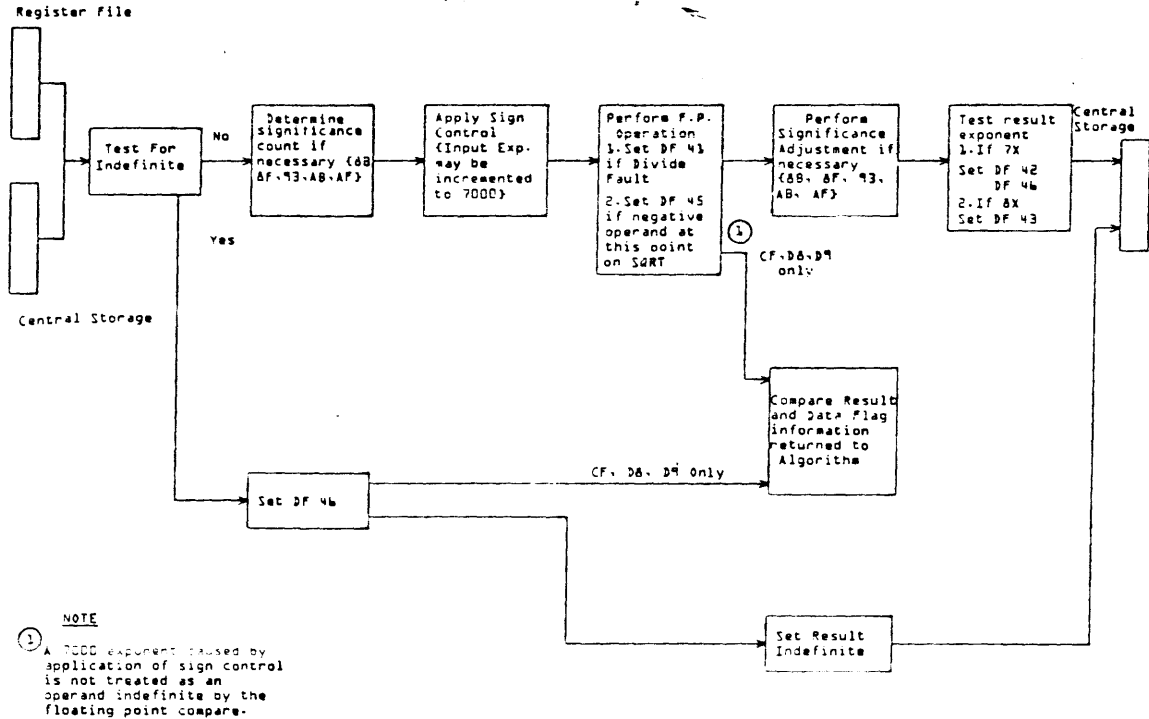 Register File
Test For
Indefinite
No
Yes
Central Storage
Determine
significance
count if
necessary {8B
8F,93,AB,AF}
Apply Sign
Control
{Input Exp.
may be
incremented
to 7000}
Perform F.P.
Operation
1.Set DF 41
if Divide
Fault
2.Set DF 45
if negative
operand at
this point
on SQRT
1
CF,D8,D9
only
Perform
Significance
Adjustment if
necessary
{8B, 8F, 93,
AB, AF}
Test result
exponent
1.If 7X
Set DF 42
DF 46
2.If 8X
Set DF 43
Central
Storage
Compare Result
and Data Flag
information
returned to
Algorithm
Set DF 46
CF, D8, D9 Only
Set Result
Indefinite
NOTE
1
A 7000 exponent caused by
application of sign control
is not treated as an
operand indefinite by the
floating point compare.